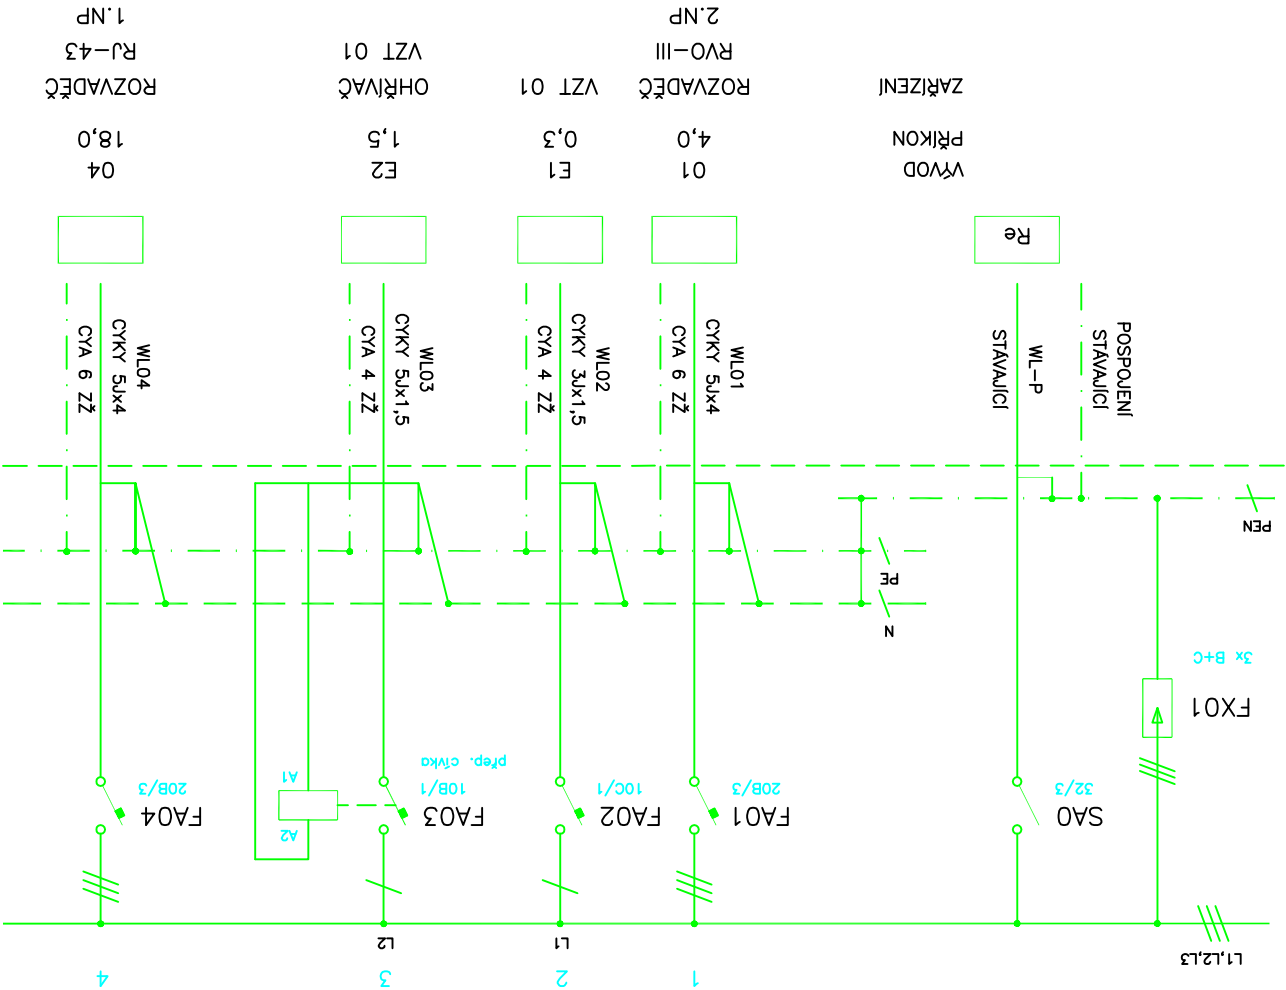 1
2
3
4
L1,L2,L3
L1
L2
A2
SA0
32/3
FA01
20B/3
FA02
10C/1
FA03
10B/1
přep. cívka
A1
FA04
20B/3
FX01
3x B+C
N
PE
PEN
POSPOJENÍ
STÁVAJÍCÍ
WL-P
STÁVAJÍCÍ
WL01
CYKY 5Jx4
CYA 6 ZŽ
WL02
CYKY 3Jx1,5
CYA 4 ZŽ
WL03
CYKY 5Jx1,5
CYA 4 ZŽ
WL04
CYKY 5Jx4
CYA 6 ZŽ
Re
VÝVOD
01
E1
E2
04
PŘÍKON
4,0
0,3
1,5
18,0
ZAŘÍZENÍ
ROZVADĚČ
RVO-III
2.NP
VZT 01
OHŘÍVAČ
VZT 01
ROZVADĚČ
RJ-43
1.NP